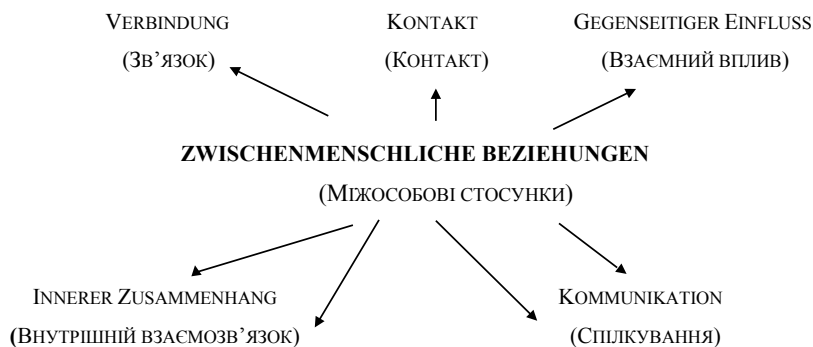 VERBINDUNG
(ЗВ’ЯЗОК)
KONTAKT
(КОНТАКТ)
GEGENSEITIGER EINFLUSS
(ВЗАЄМНИЙ ВПЛИВ)
ZWISCHENMENSCHLICHE BEZIEHUNGEN
(МІЖОСОБОВІ СТОСУНКИ)
INNERER ZUSAMMENHANG
(ВНУТРІШНІЙ ВЗАЄМОЗВ’ЯЗОК)
KOMMUNIKATION
(СПІЛКУВАННЯ)